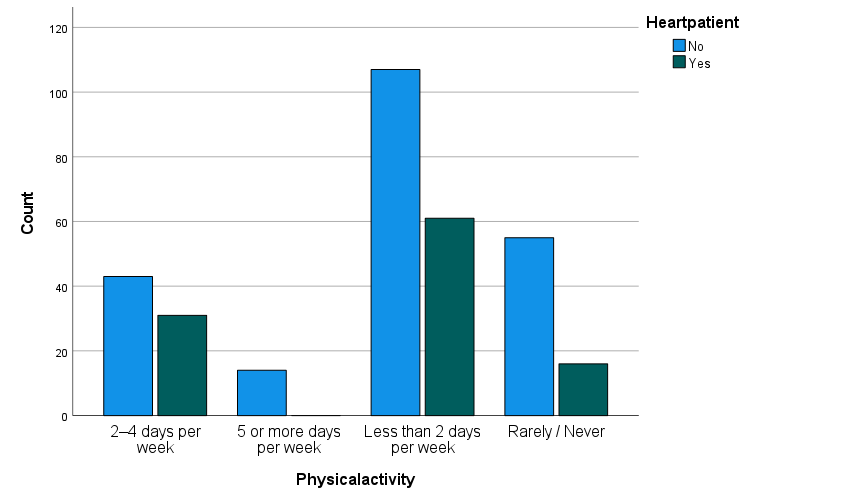 Heartpatient
No
Yes
Count
120
100
80
60
40
20
0
2–4 days per
week
5 or more days
per week
Less than 2 days
per week
Rarely / Never
Physicalactivity